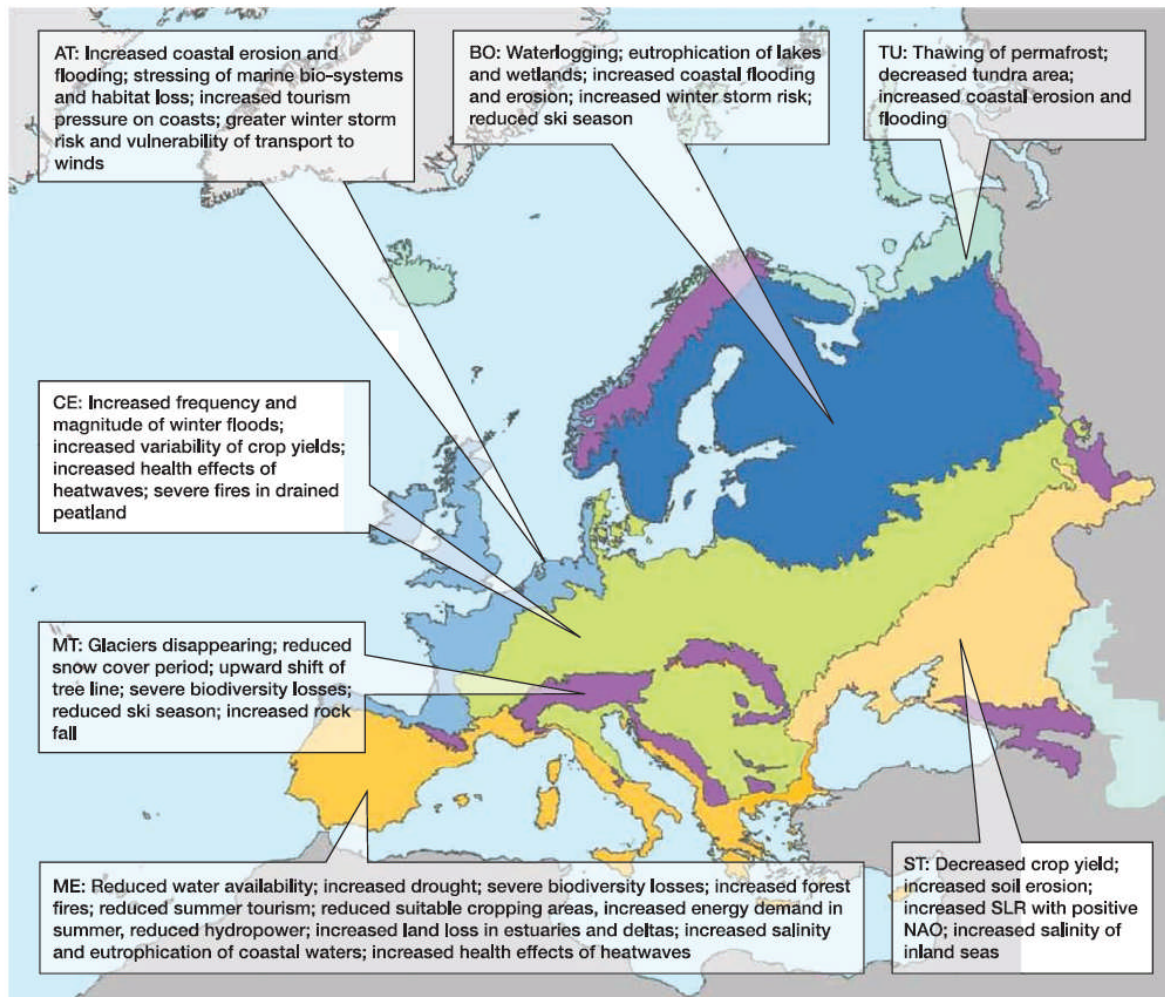 AT: Increased coastal erosion and
flooding; stressing of marine bio-systems
and habitat loss; increased tourism
pressure on coasts; greater winter storm
risk and vulnerability of transport to
winds
BO: Waterlogging; eutrophication of lakes
and wetlands; increased coastal flooding
and erosion; increased winter storm risk;
reduced ski season
TU: Thawing of permafrost;
decreased tundra area;
increased coastal erosion and
flooding
CE: Increased frequency and
magnitude of winter floods;
increased variability of crop yields;
increased health effects of
heatwaves; severe fires in drained
peatland
MT: Glaciers disappearing; reduced
snow cover period; upward shift of
tree line; severe biodiversity losses;
reduced ski season; increased rock
fall
ME: Reduced water availability; increased drought; severe biodiversity losses; increased forest
fires; reduced summer tourism; reduced suitable cropping areas, increased energy demand in
summer, reduced hydropower; increased land loss in estuaries and deltas; increased salinity
and eutrophication of coastal waters; increased health effects of heatwaves
ST: Decreased crop yield;
increased soil erosion;
increased SLR with positive
NAO; increased salinity of
inland seas